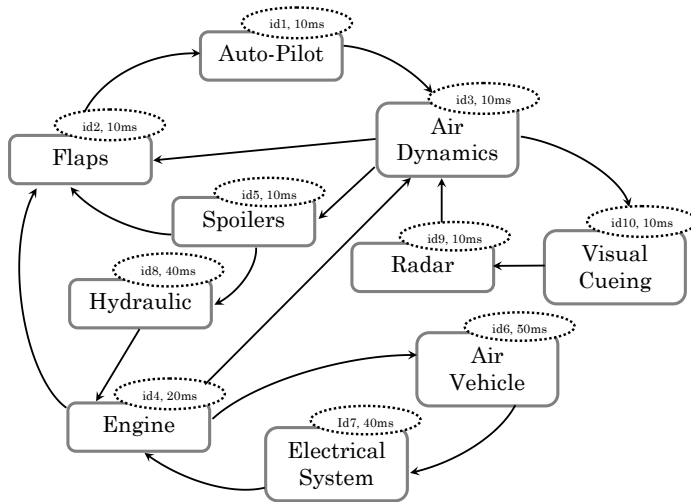 id1, 10ms
Auto-Pilot
id3, 10ms
Air
Dynamics
id2, 10ms
Flaps
id5, 10ms
Spoilers
id10, 10ms
Visual
Cueing
id9, 10ms
Radar
id8, 40ms
Hydraulic
id6, 50ms
Air
Vehicle
id4, 20ms
Engine
Id7, 40ms
Electrical
System